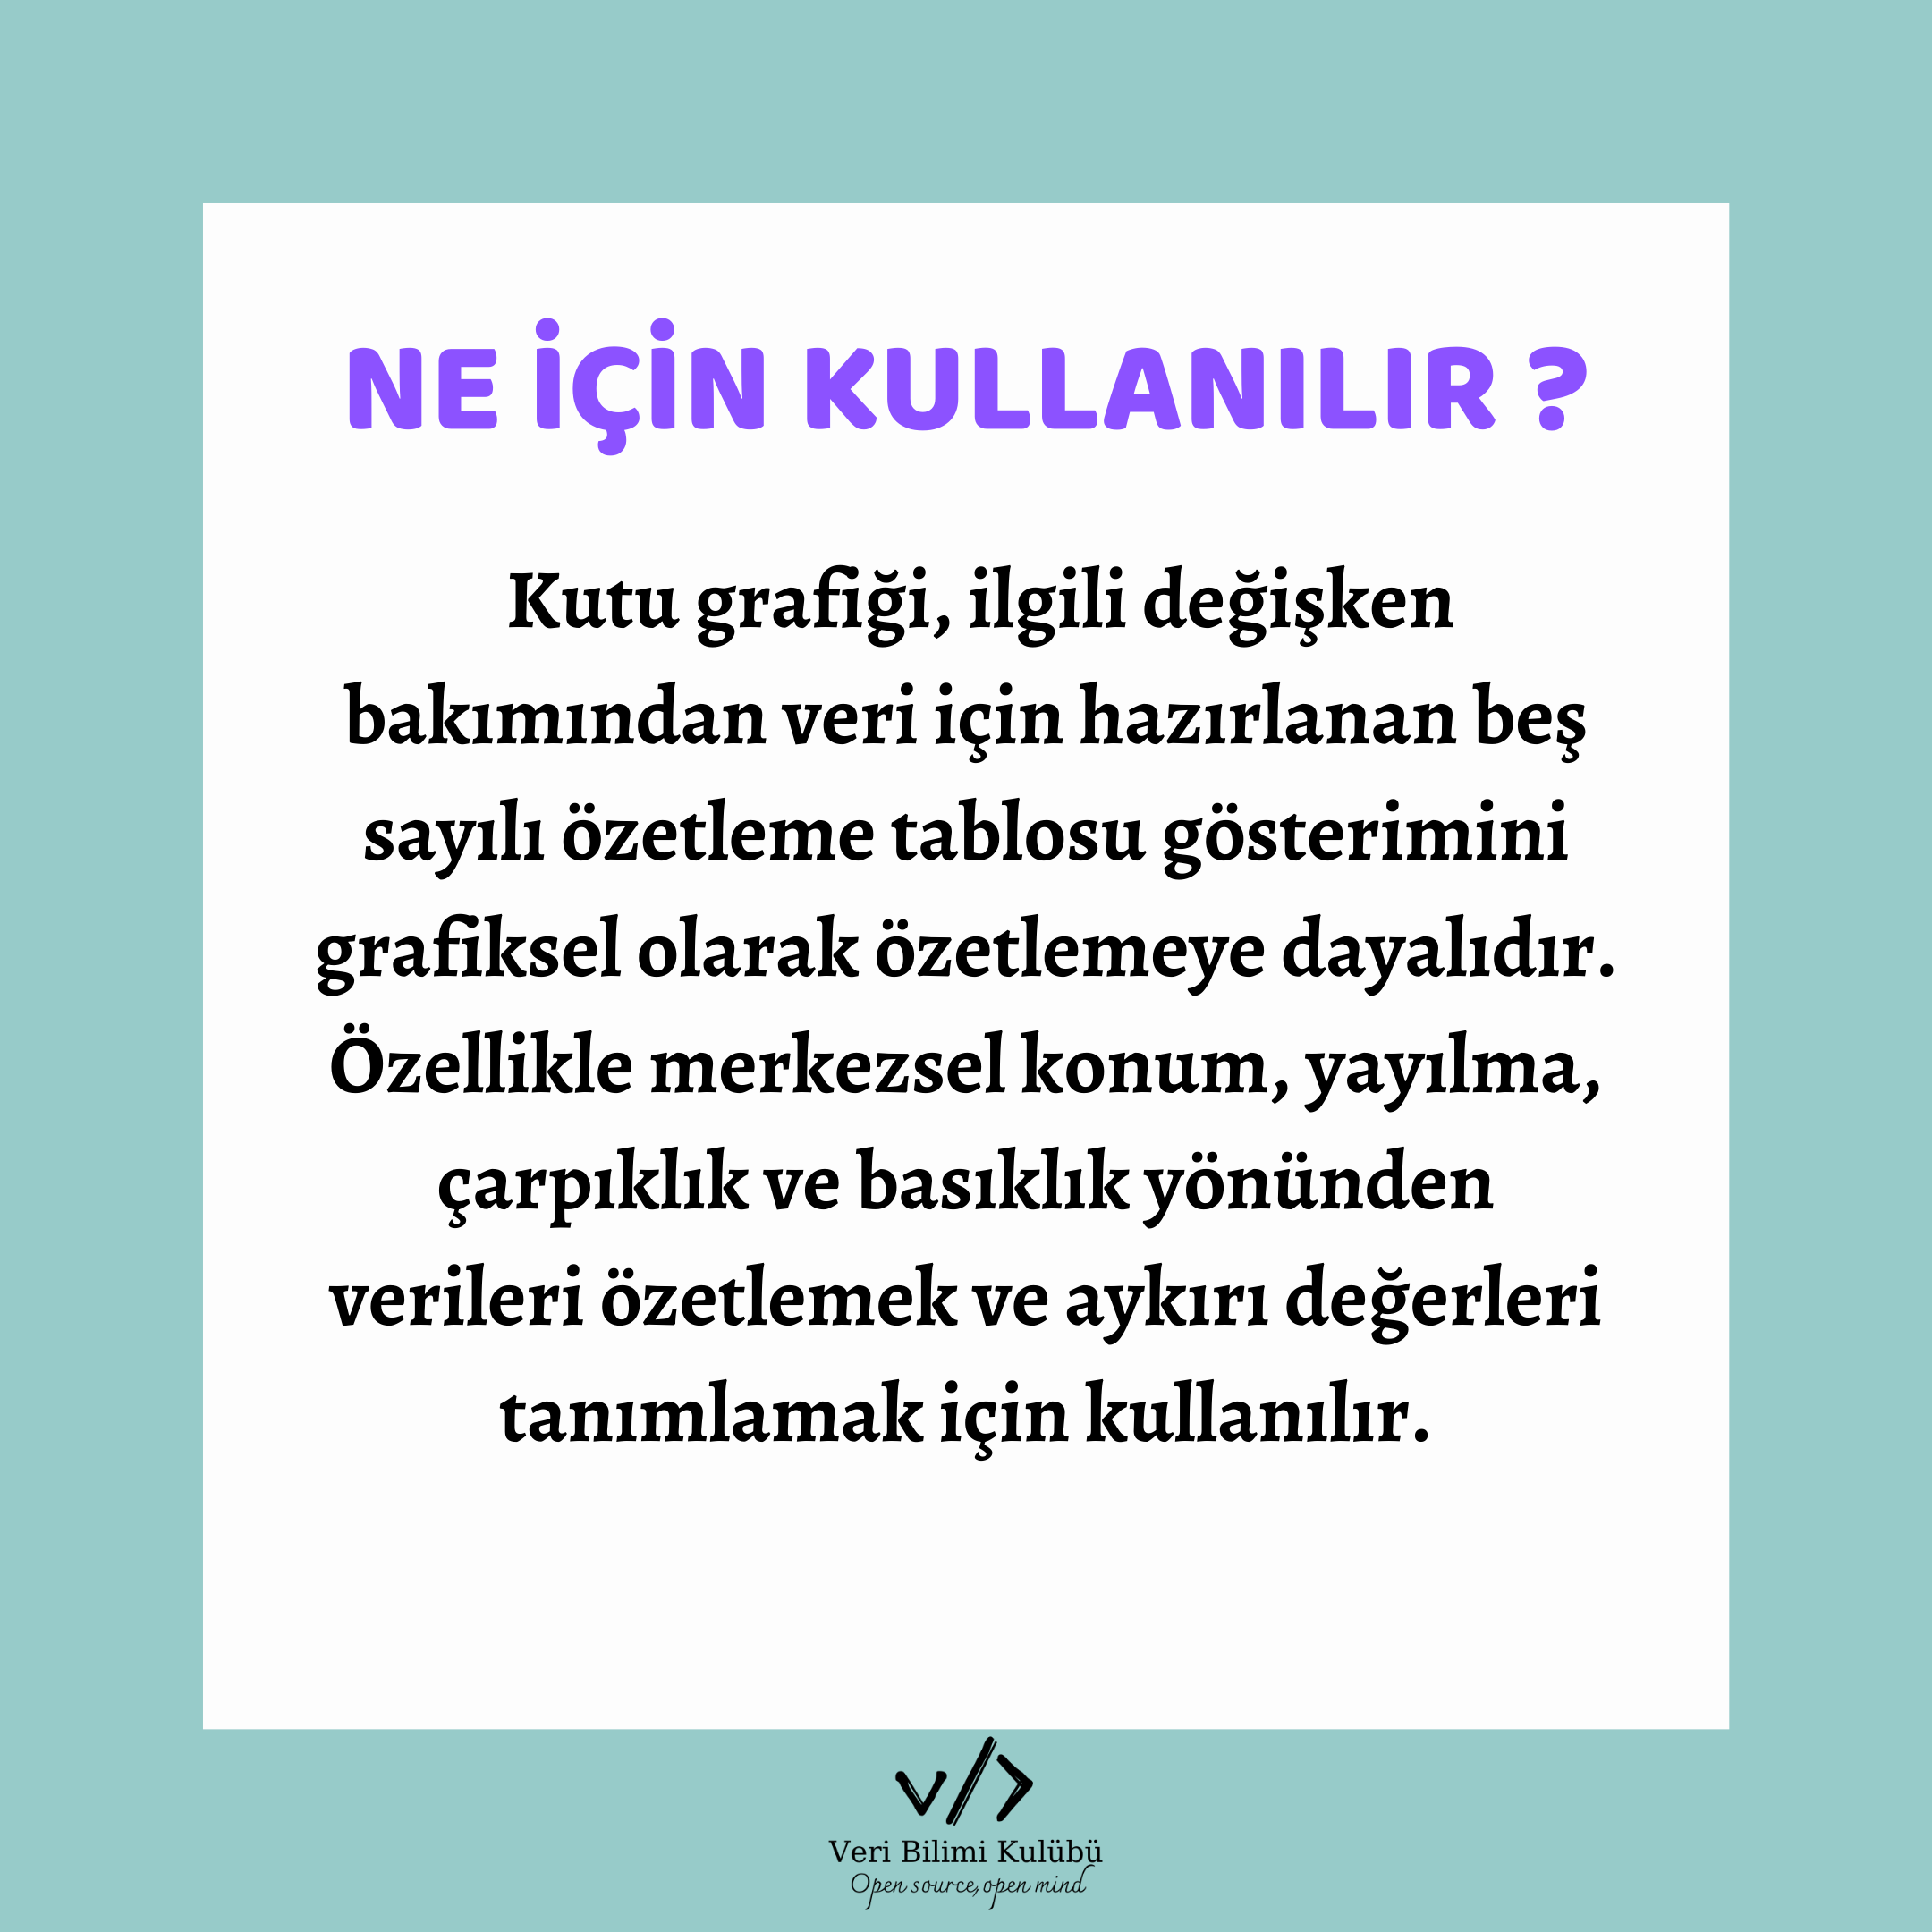 NE İÇİN KULLANILIR ?
Kutu grafiği, ilgili değişken
bakımından veri için hazırlanan beş
sayılı özetleme tablosu gösterimini
grafiksel olarak özetlemeye dayalıdır.
Özellikle merkezsel konum, yayılma,
çarpıklık ve basıklık yönünden
verileri özetlemek ve aykırı değerleri
tanımlamak için kullanılır.
v/>
Veri Bilimi Kulübü
Open source, open mind